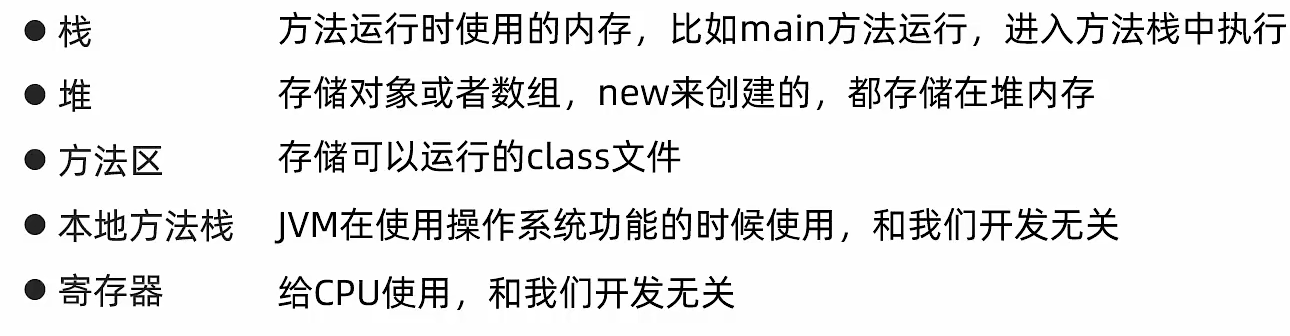 ● 栈 方法运行时使用的内存，比如main方法运行，进入方法栈中执行
● 堆 存储对象或者数组，new来创建的，都存储在堆内存
● 方法区 存储可以运行的class文件
● 本地方法栈 JVM在使用操作系统功能的时候使用，和我们开发无关
● 寄存器 给CPU使用，和我们开发无关